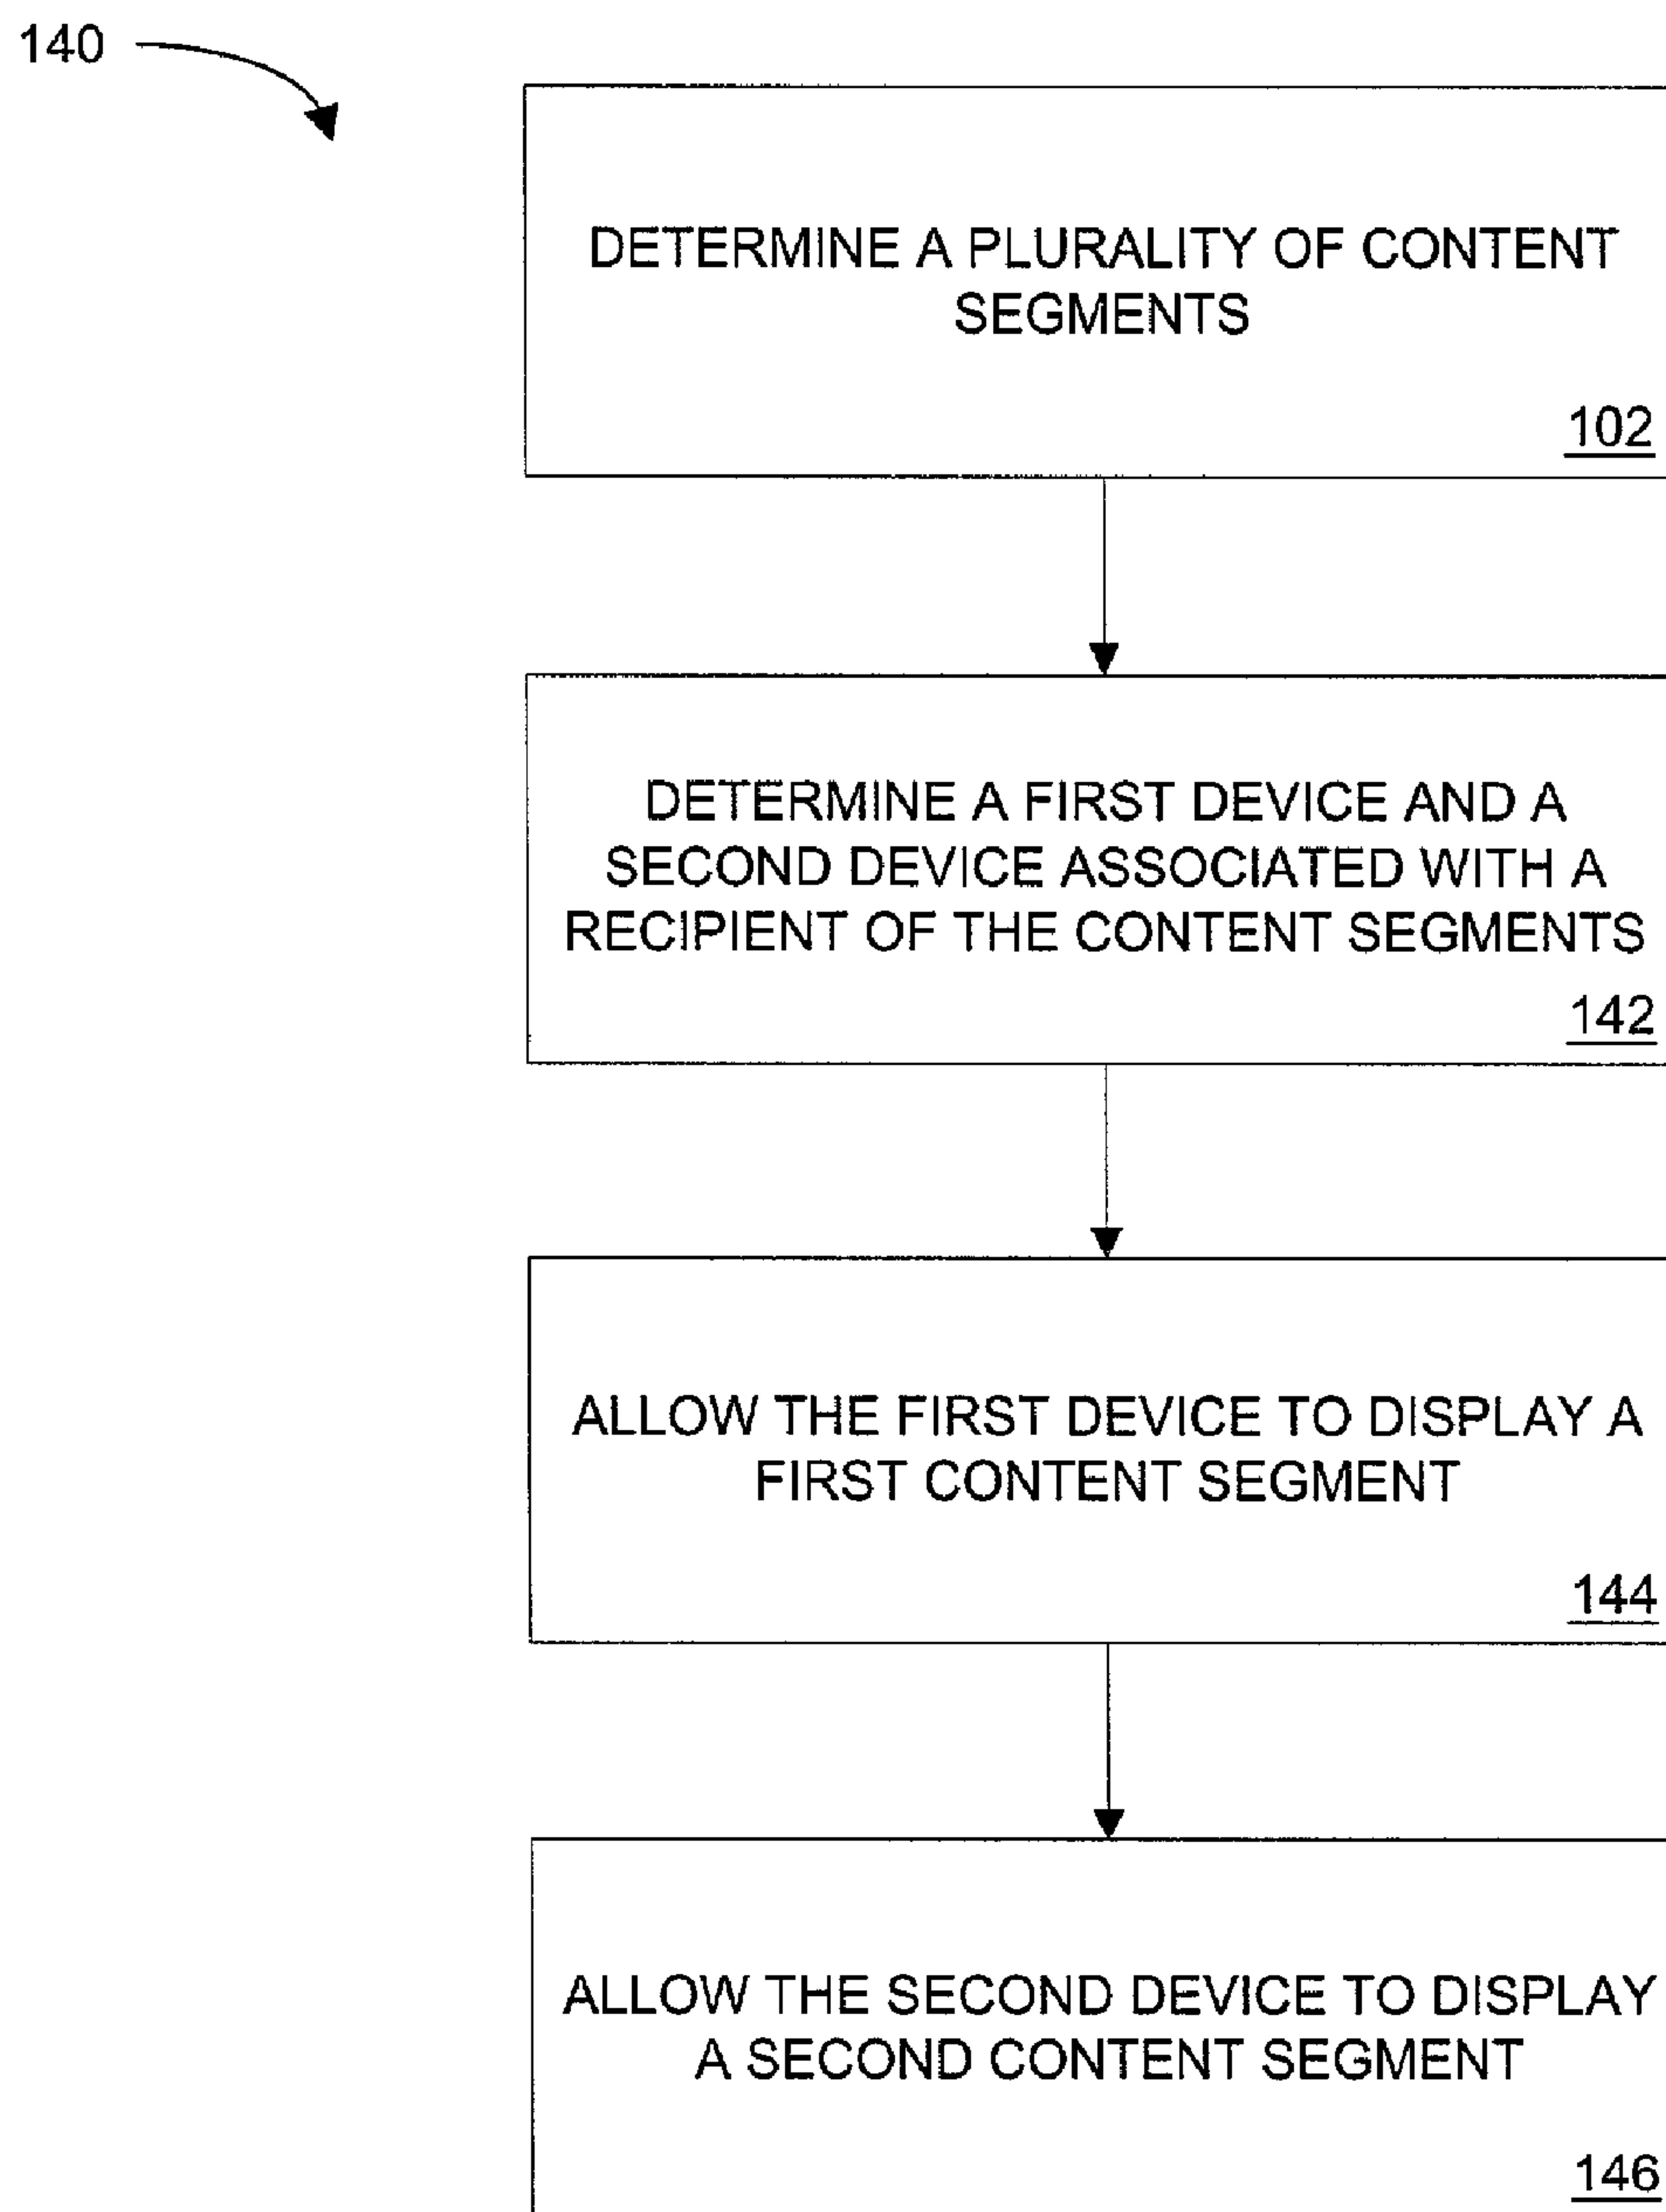 140
DETERMINE A PLURALITY OF CONTENT
SEGMENTS
102
DETERMINE A FIRST DEVICE AND A
SECOND DEVICE ASSOCIATED WITH A
RECIPIENT OF THE CONTENT SEGMENTS
142
ALLOW THE FIRST DEVICE TO DISPLAY A
FIRST CONTENT SEGMENT
144
ALLOW THE SECOND DEVICE TO DISPLAY
A SECOND CONTENT SEGMENT
146